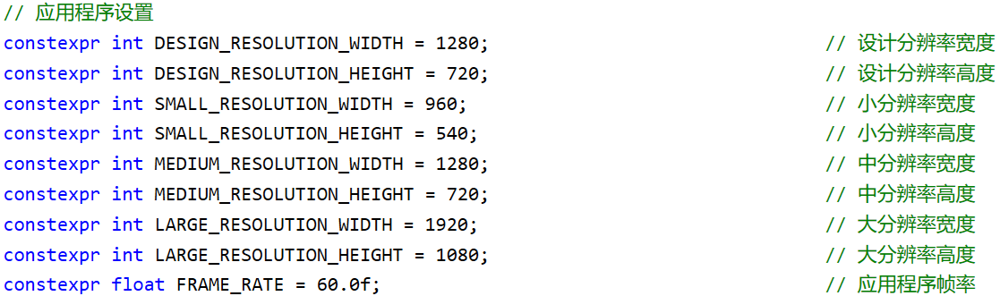 // 应用程序设置
constexpr int DESIGN_RESOLUTION_WIDTH = 1280; // 设计分辨率宽度
constexpr int DESIGN_RESOLUTION_HEIGHT = 720; // 设计分辨率高度
constexpr int SMALL_RESOLUTION_WIDTH = 960; // 小分辨率宽度
constexpr int SMALL_RESOLUTION_HEIGHT = 540; // 小分辨率高度
constexpr int MEDIUM_RESOLUTION_WIDTH = 1280; // 中分辨率宽度
constexpr int MEDIUM_RESOLUTION_HEIGHT = 720; // 中分辨率高度
constexpr int LARGE_RESOLUTION_WIDTH = 1920; // 大分辨率宽度
constexpr int LARGE_RESOLUTION_HEIGHT = 1080; // 大分辨率高度
constexpr float FRAME_RATE = 60.0f; // 应用程序帧率